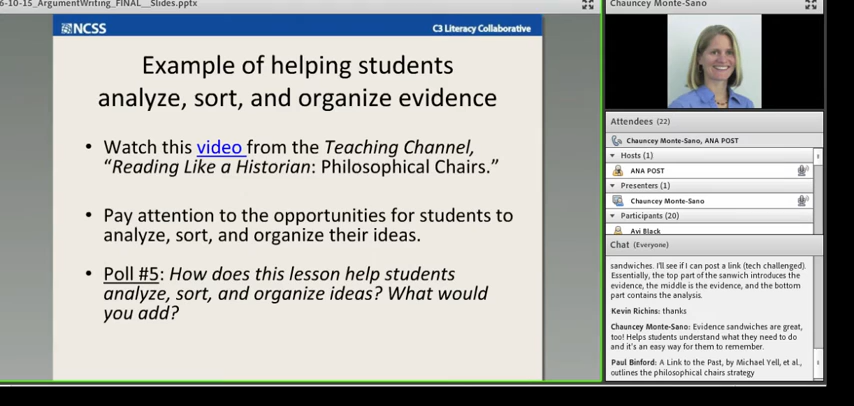 6-10-15_ArgumentWriting_FINAL__Slides.pptx
NCSS
C3 Literacy Collaborative
Example of helping students
analyze, sort, and organize evidence
• Watch this video from the Teaching Channel,
“Reading Like a Historian: Philosophical Chairs.”
• Pay attention to the opportunities for students to
analyze, sort, and organize their ideas.
• Poll #5: How does this lesson help students
analyze, sort, and organize ideas? What would
you add?
Chauncey Monte-Sano
Attendees (22)
Chauncey Monte-Sano, ANA POST
Hosts (1)
ANA POST
Presenters (1)
Chauncey Monte-Sano
Participants (20)
Avi Black
Chat (Everyone)
sandwiches. I'll see if I can post a link (tech challenged).
Essentially, the top part of the sanwich introduces the
evidence, the middle is the evidence, and the bottom
part contains the analysis.
Kevin Richins: thanks
Chauncey Monte-Sano: Evidence sandwiches are great,
too! Helps students understand what they need to do
and it's an easy way for them to remember.
Paul Binford: A Link to the Past, by Michael Yell, et al.,
outlines the philosophical chairs strategy